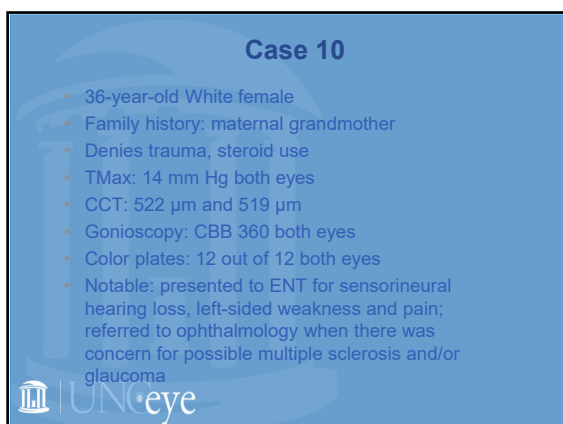 Case 10
• 36-year-old White female
• Family history: maternal grandmother
• Denies trauma, steroid use
• TMax: 14 mm Hg both eyes
• CCT: 522 μm and 519 μm
• Gonioscopy: CBB 360 both eyes
• Color plates: 12 out of 12 both eyes
• Notable: presented to ENT for sensorineural
hearing loss, left-sided weakness and pain;
referred to ophthalmology when there was
concern for possible multiple sclerosis and/or
glaucoma
UNCeye